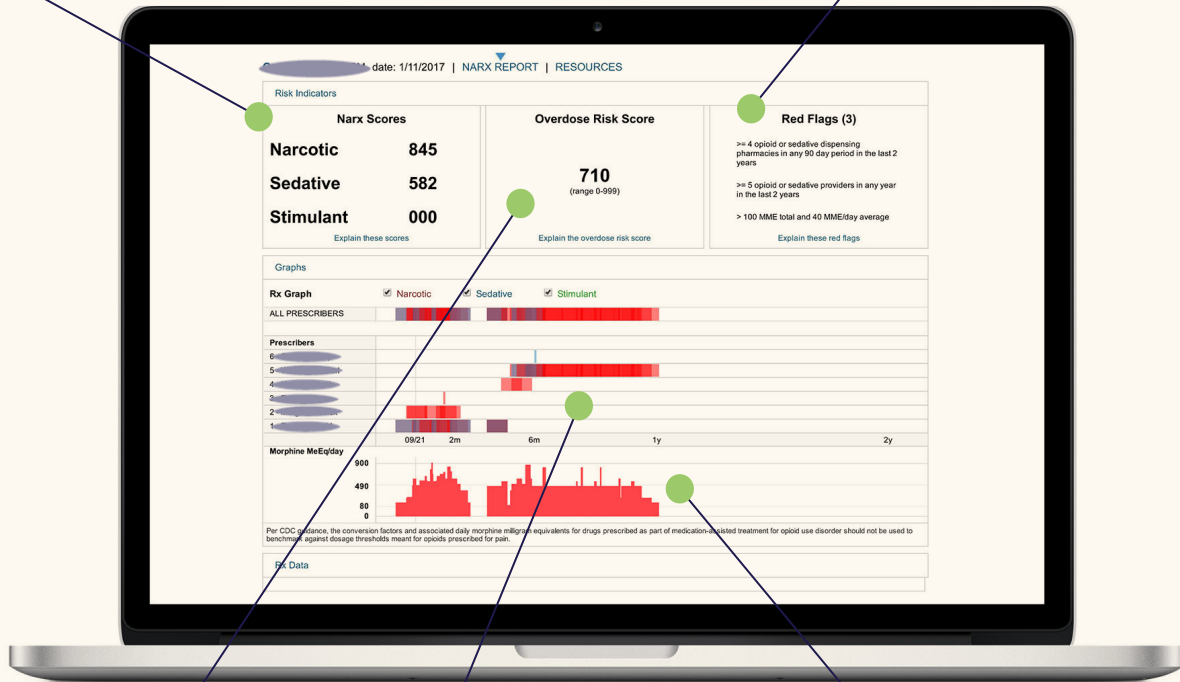 date: 1/11/2017 | NARX REPORT | RESOURCES
Risk Indicators
Narx Scores
Narcotic 845
Sedative 582
Stimulant 000
Explain these scores
Overdose Risk Score
710
(range 0-999)
Explain the overdose risk score
Red Flags (3)
>= 4 opioid or sedative dispensing
pharmacies in any 90 day period in the last 2
years
>= 5 opioid or sedative providers in any year
in the last 2 years
> 100 MME total and 40 MME/day average
Explain these red flags
Graphs
Rx Graph Narcotic Sedative Stimulant
ALL PRESCRIBERS
Prescribers
6
5
4
3
2
1
09/21 2m 6m 1y 2y
Morphine MeEq/day
900
490
80
0
Per CDC guidance, the conversion factors and associated daily morphine milligram equivalents for drugs prescribed as part of medication-assisted treatment for opioid use disorder should not be used to
benchmark against dosage thresholds meant for opioids prescribed for pain.
Rx Data